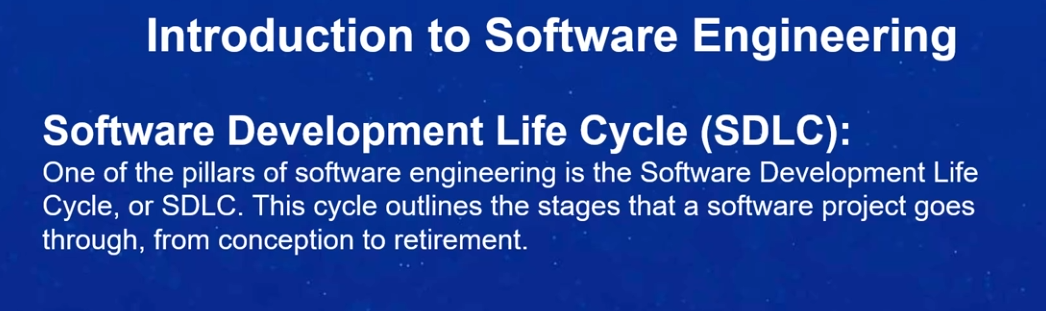 Introduction to Software Engineering
Software Development Life Cycle (SDLC):
One of the pillars of software engineering is the Software Development Life
Cycle, or SDLC. This cycle outlines the stages that a software project goes
through, from conception to retirement.